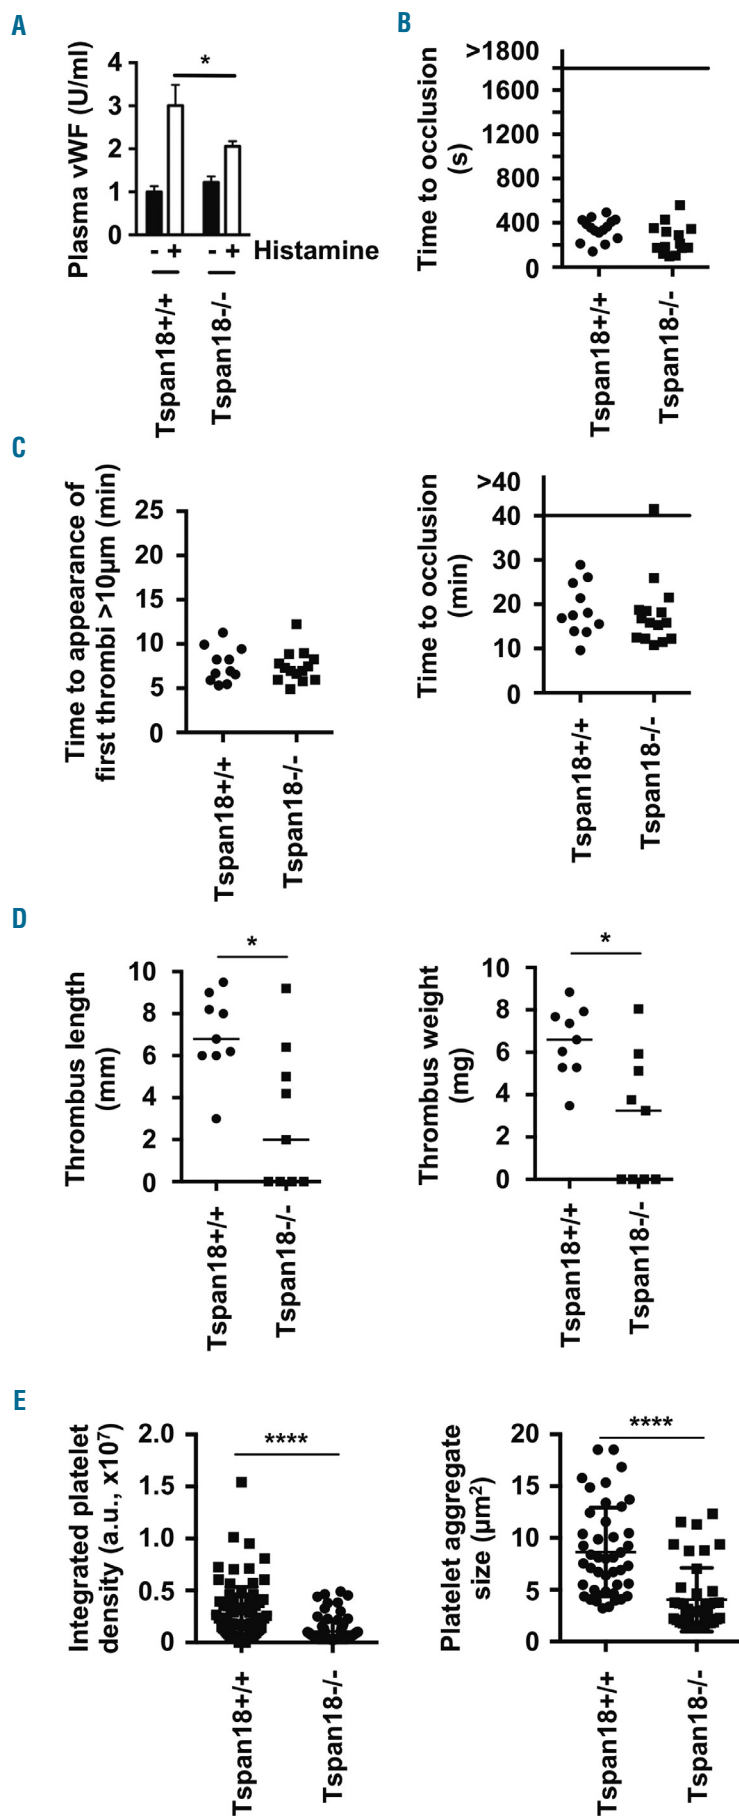 A
Plasma vWF (U/ml)
4
3
2
1
0
*
- + - + Histamine
Tspan18+/+
Tspan18-/-
B
Time to occlusion
(s)
>1800
1600
1200
800
400
0
Tspan18+/+
Tspan18-/-
C
Time to appearance of
first thrombi >10µm (min)
25
20
15
10
5
0
Tspan18+/+
Tspan18-/-
Time to occlusion
(min)
>40
40
30
20
10
0
Tspan18+/+
Tspan18-/-
D
Thrombus length
(mm)
10
8
6
4
2
0
*
Tspan18+/+
Tspan18-/-
Thrombus weight
(mg)
10
8
6
4
2
0
*
Tspan18+/+
Tspan18-/-
E
Integrated platelet
density (a.u., x10⁷)
2.0
1.5
1.0
0.5
0
****
Tspan18+/+
Tspan18-/-
Platelet aggregate
size (µm²)
20
15
10
5
0
****
Tspan18+/+
Tspan18-/-